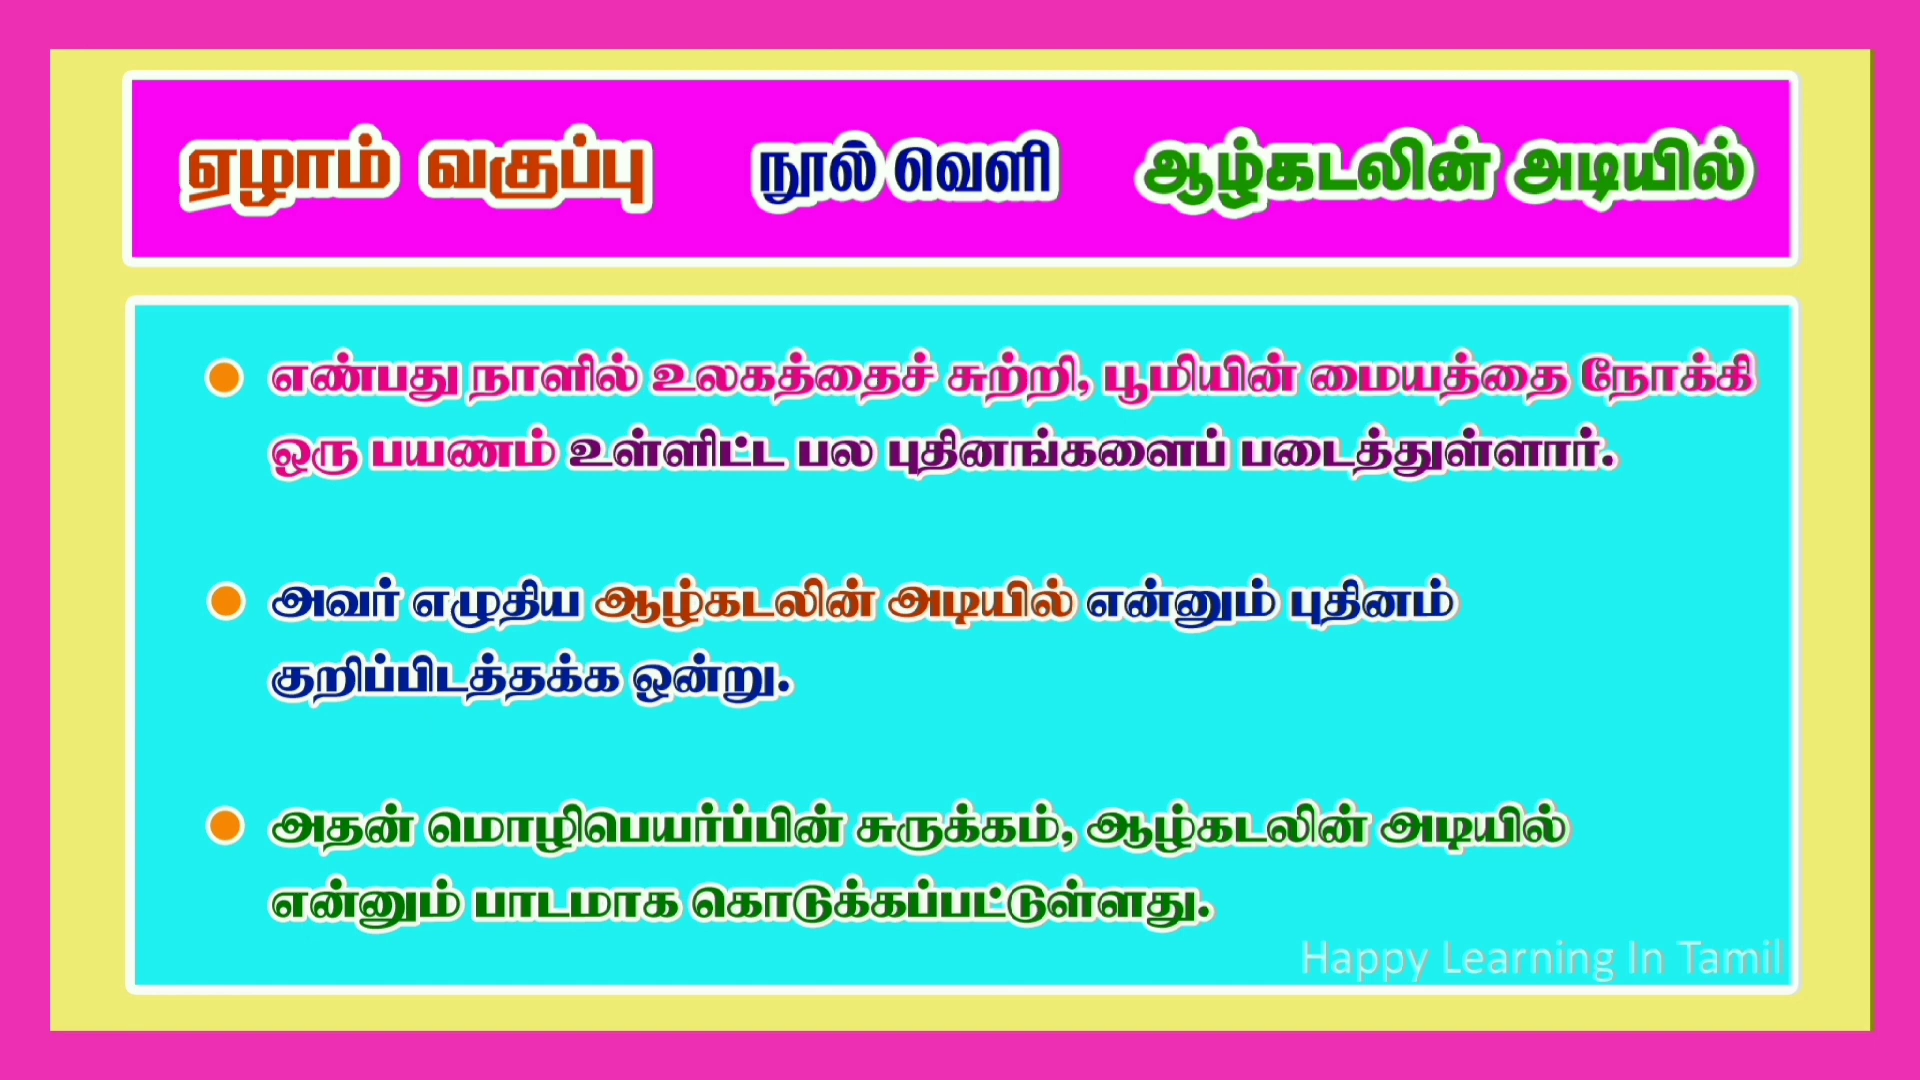 ஏழாம் வகுப்பு நூல் வெளி ஆழ்கடலின் அடியில்
எண்பது நாளில் உலகத்தைச் சுற்றி, பூமியின் மையத்தை நோக்கி
ஒரு பயணம் உள்ளிட்ட பல புதினங்களைப் படைத்துள்ளார்.
அவர் எழுதிய ஆழ்கடலின் அடியில் என்னும் புதினம்
குறிப்பிடத்தக்க ஒன்று.
அதன் மொழிபெயர்ப்பின் சுருக்கம், ஆழ்கடலின் அடியில்
என்னும் பாடமாக கொடுக்கப்பட்டுள்ளது.
Happy Learning In Tamil